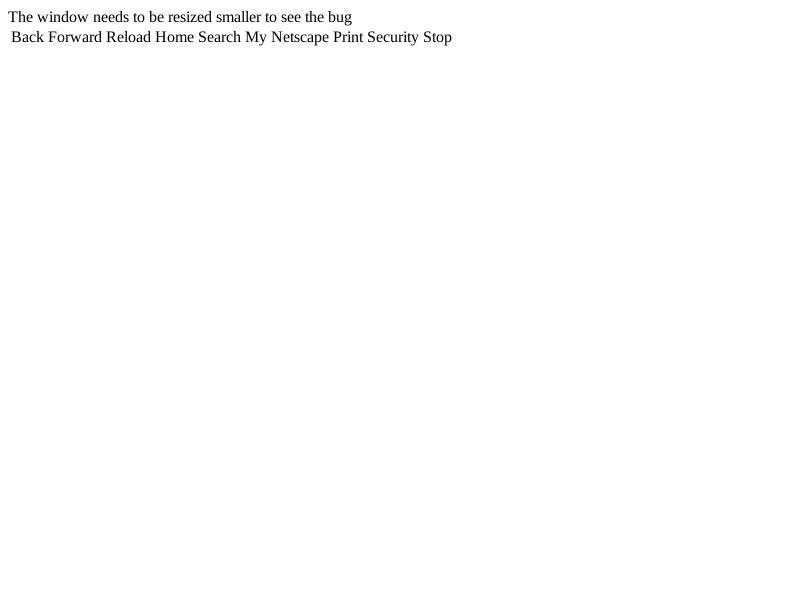 The window needs to be resized smaller to see the bug
Back Forward Reload Home Search My Netscape Print Security Stop